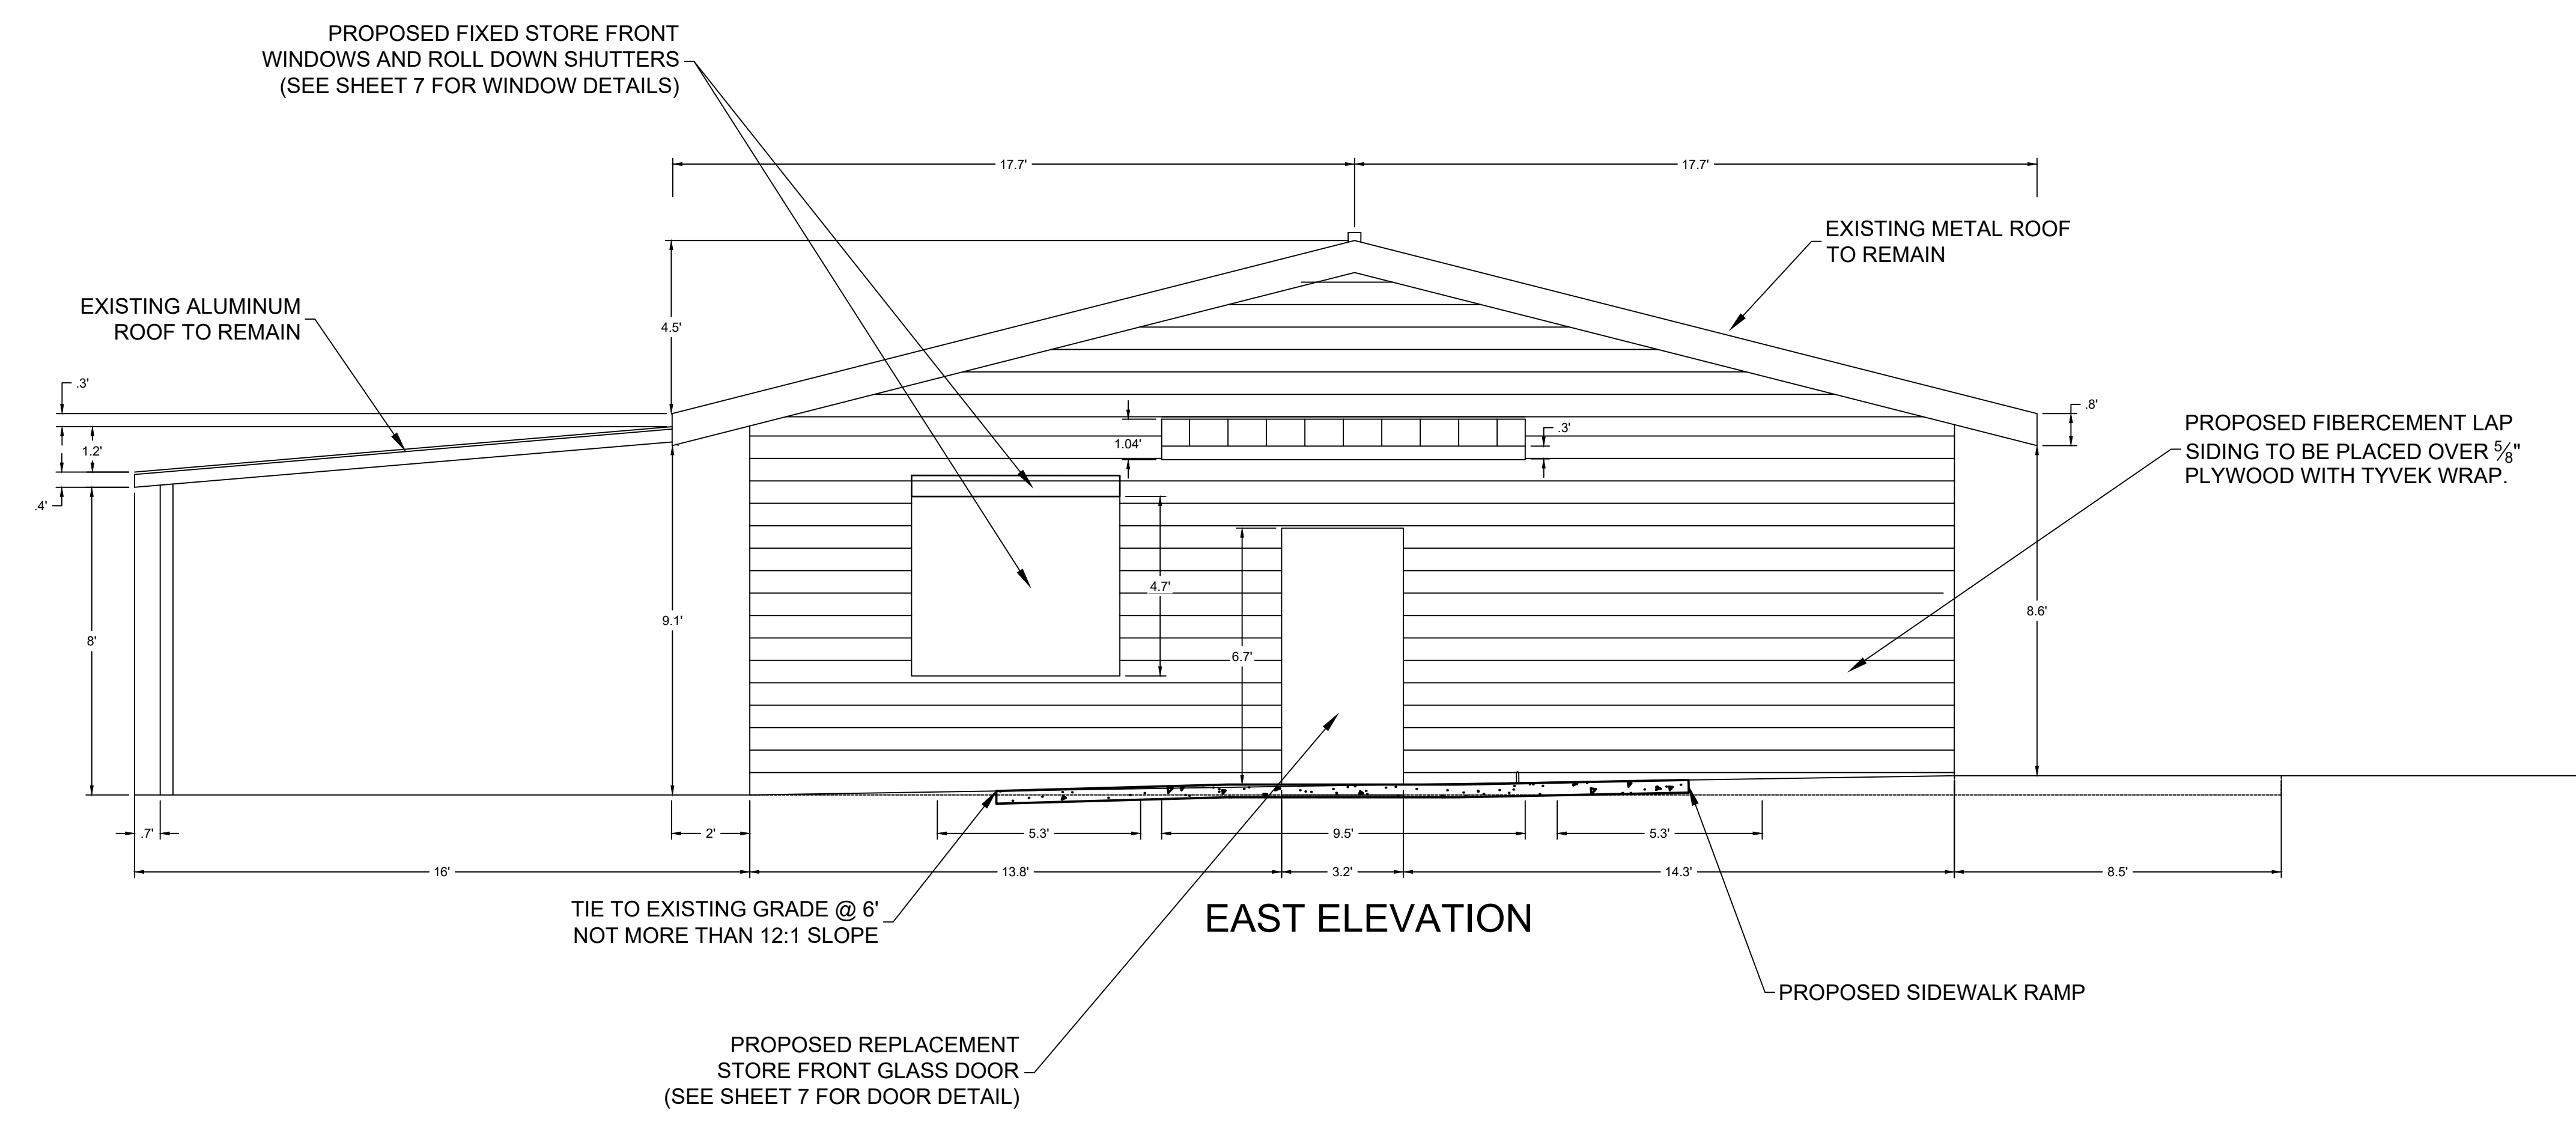 PROPOSED FIXED STORE FRONT
WINDOWS AND ROLL DOWN SHUTTERS
(SEE SHEET 7 FOR WINDOW DETAILS)
17.7'
17.7'
EXISTING METAL ROOF
TO REMAIN
EXISTING ALUMINUM
ROOF TO REMAIN
4.5'
.3'
.8'
1.2'
1.04'
.3'
PROPOSED FIBERCEMENT LAP
SIDING TO BE PLACED OVER 5/8"
PLYWOOD WITH TYVEK WRAP.
.4'
4.7'
8'
9.1'
8.6'
6.7'
.7'
2'
5.3'
9.5'
5.3'
16'
13.8'
3.2'
14.3'
8.5'
TIE TO EXISTING GRADE @ 6'
NOT MORE THAN 12:1 SLOPE
EAST ELEVATION
PROPOSED SIDEWALK RAMP
PROPOSED REPLACEMENT
STORE FRONT GLASS DOOR
(SEE SHEET 7 FOR DOOR DETAIL)